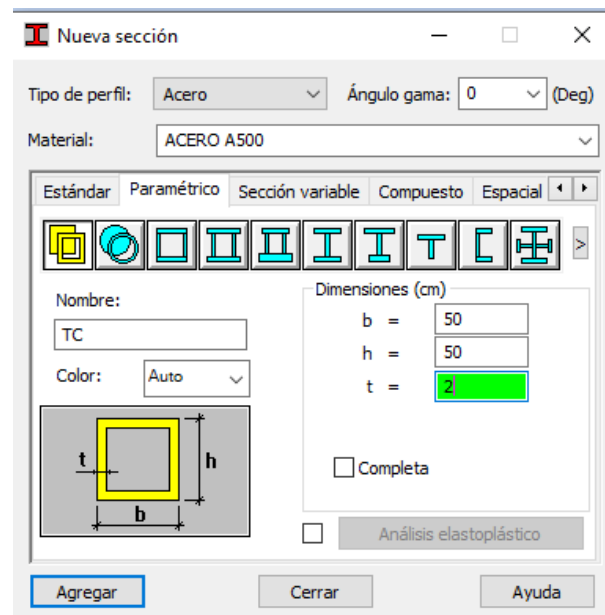 Nueva sección
Tipo de perfil: Acero Ángulo gama: 0 (Deg)
Material: ACERO A500
Estándar Paramétrico Sección variable Compuesto Espacial
>
Nombre:
TC
Color: Auto
Dimensiones (cm)
b = 50
h = 50
t = 2
t h
b
Completa
Análisis elastoplástico
Agregar Cerrar Ayuda